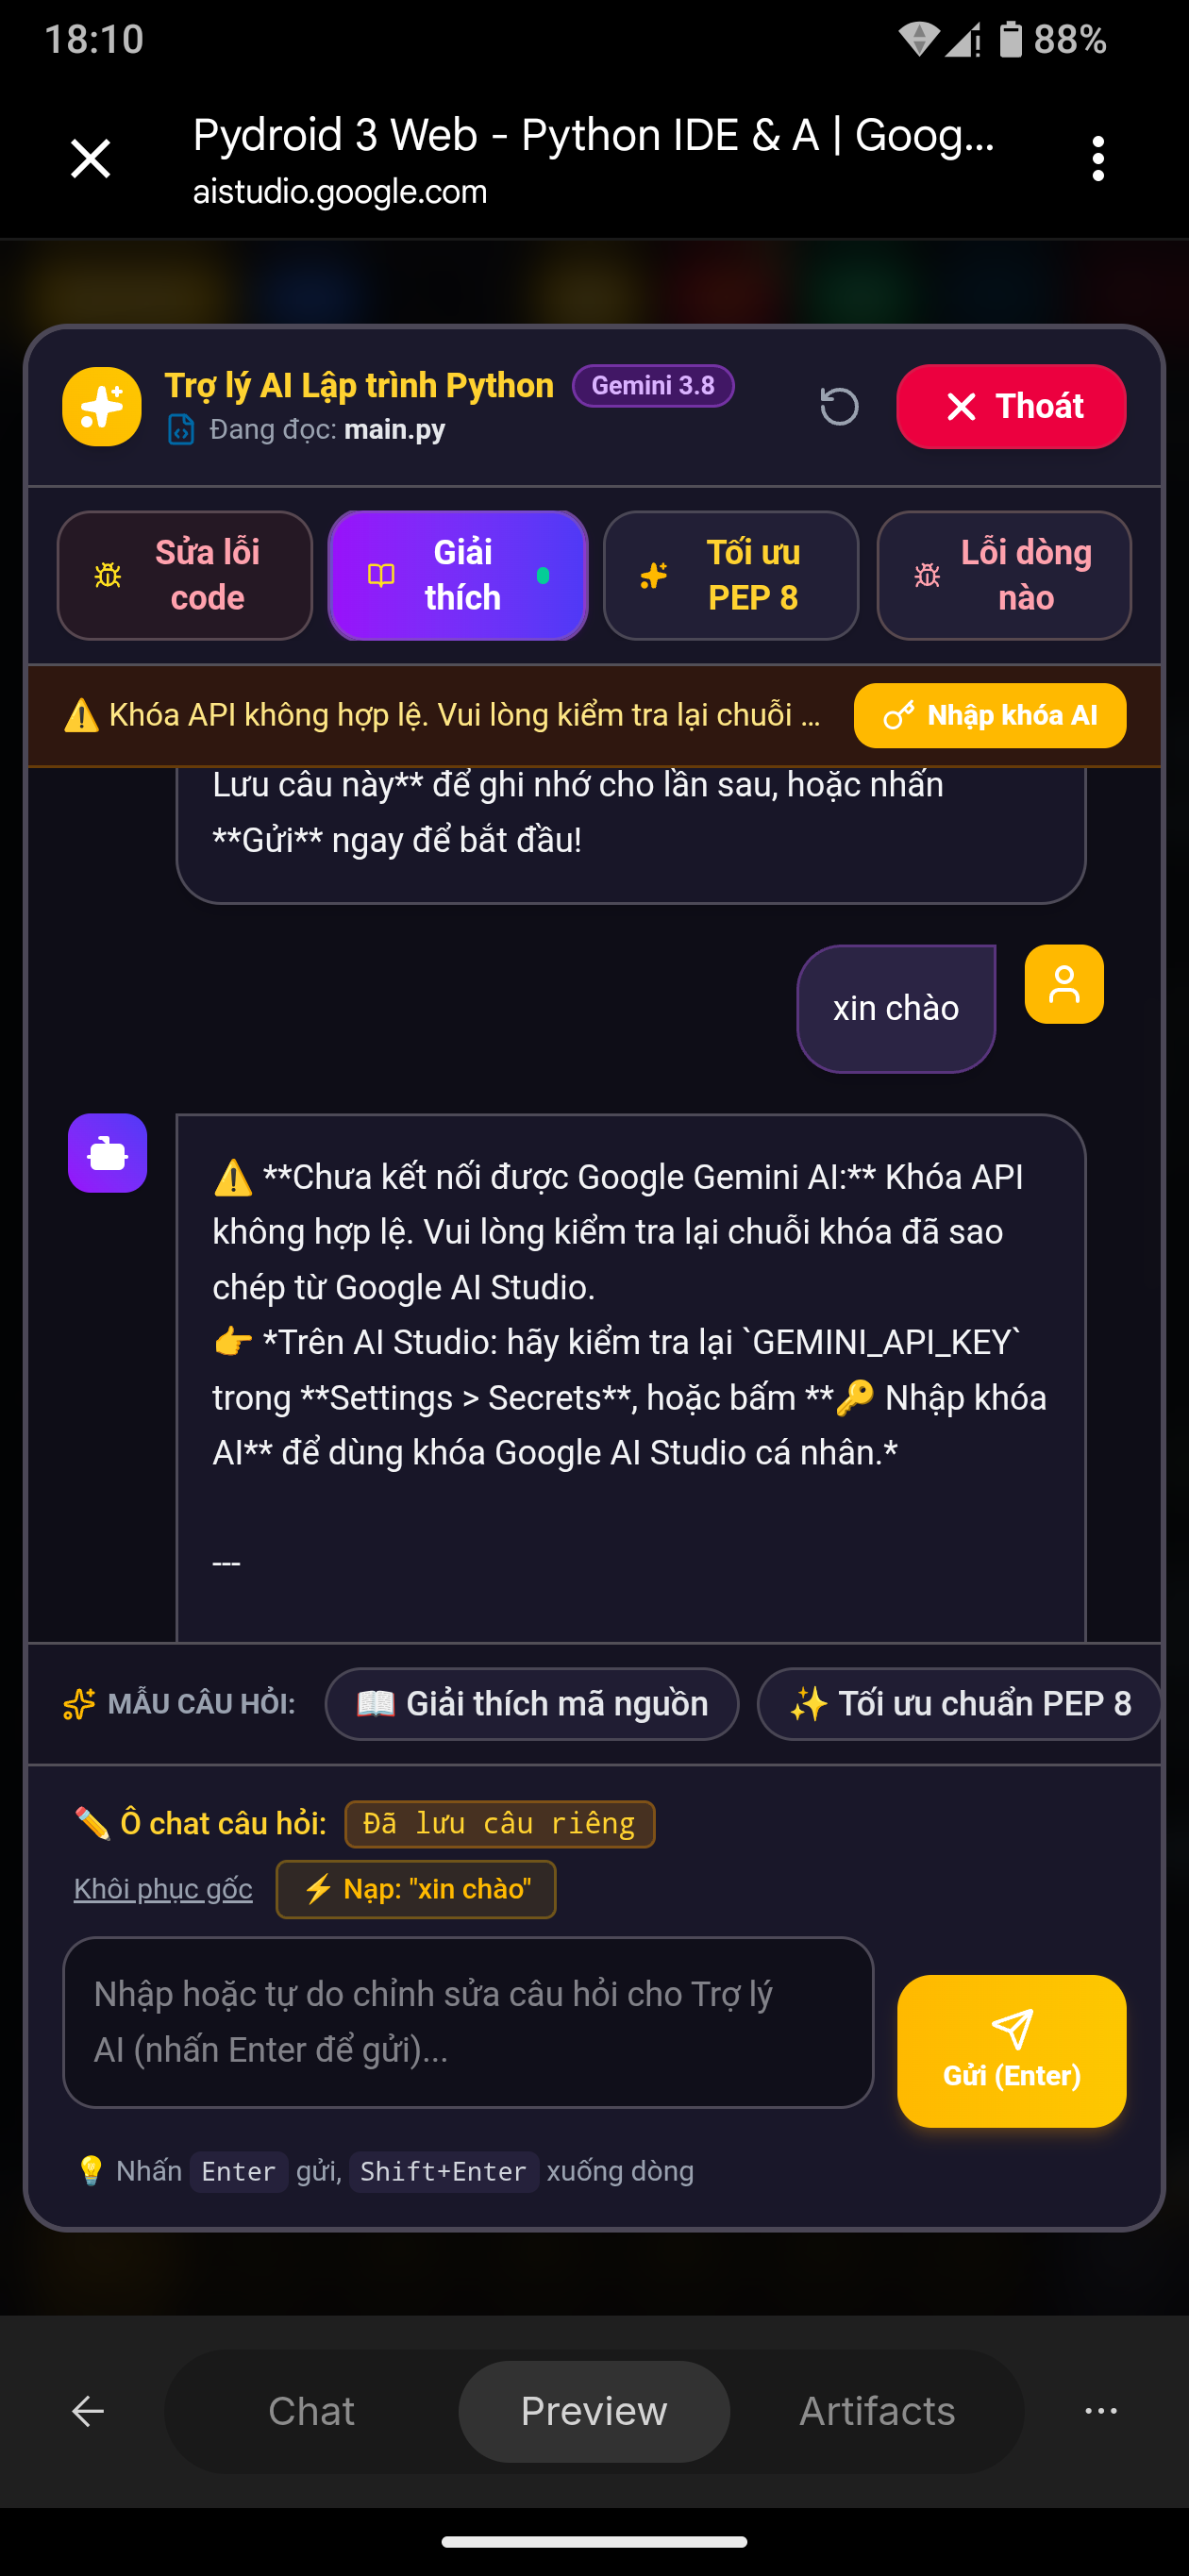 18:10
88%
Pydroid 3 Web - Python IDE & A | Goog...
aistudio.google.com
Trợ lý AI Lập trình Python
Gemini 3.8
Đang đọc: main.py
Thoát
Sửa lỗi
code
Giải
thích
Tối ưu
PEP 8
Lỗi dòng
nào
⚠️ Khóa API không hợp lệ. Vui lòng kiểm tra lại chuỗi ...
Nhập khóa AI
Lưu câu này** để ghi nhớ cho lần sau, hoặc nhấn
**Gửi** ngay để bắt đầu!
xin chào
⚠️ **Chưa kết nối được Google Gemini AI:** Khóa API
không hợp lệ. Vui lòng kiểm tra lại chuỗi khóa đã sao
chép từ Google AI Studio.
👉 *Trên AI Studio: hãy kiểm tra lại `GEMINI_API_KEY`
trong **Settings > Secrets**, hoặc bấm **🔑 Nhập khóa
AI** để dùng khóa Google AI Studio cá nhân.*
---
MẪU CÂU HỎI:
📖 Giải thích mã nguồn
✨ Tối ưu chuẩn PEP 8
✏️ Ô chat câu hỏi:
Đã lưu câu riêng
Khôi phục gốc
⚡ Nạp: "xin chào"
Nhập hoặc tự do chỉnh sửa câu hỏi cho Trợ lý
AI (nhấn Enter để gửi)...
Gửi (Enter)
💡 Nhấn Enter gửi, Shift+Enter xuống dòng
Chat
Preview
Artifacts